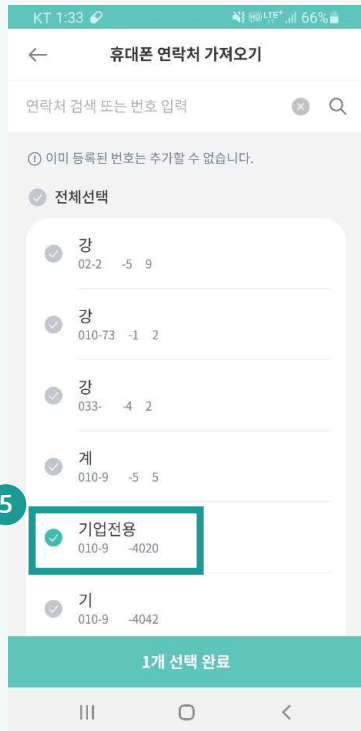 KT 1:33 66%
휴대폰 연락처 가져오기
연락처 검색 또는 번호 입력
이미 등록된 번호는 추가할 수 없습니다.
전체선택
강
02-2 -5 9
강
010-73 -1 2
강
033- -4 2
계
010-9 -5 5
5
기업전용
010-9 -4020
기
010-9 -4042
1개 선택 완료